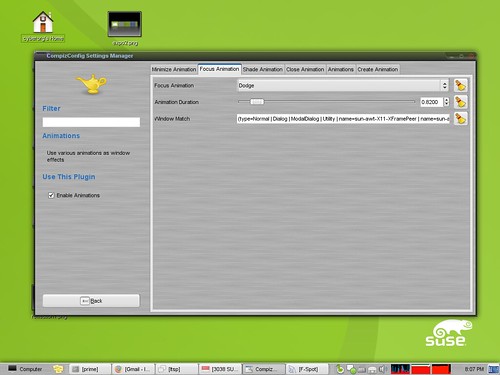 CompizConfig Settings Manager
Minimize Animation
Focus Animation
Shade Animation
Close Animation
Animations
Create Animation
Filter
Animations
Use various animations as window
effects
Use This Plugin
Enable Animations
Back
Focus Animation
Dodge
Animation Duration
0.8200
Window Match
(type=Normal | Dialog | ModalDialog | Utility | name=sun-awt-X11-XFramePeer | name=sun-a
SUSE
Computer
[prime]
[Gmail - I...
[ttsp]
[3038 SU...
Compiz...
[F-Spot]
8:07 PM